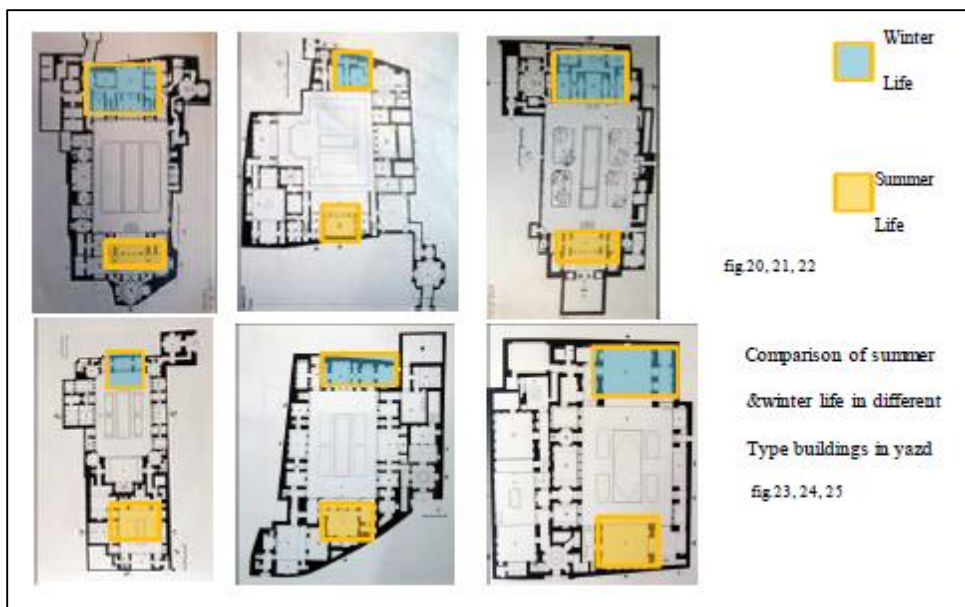 Winter
Life
Summer
Life
fig.20, 21, 22
Comparison of summer
&winter life in different
Type buildings in yazd
fig.23, 24, 25